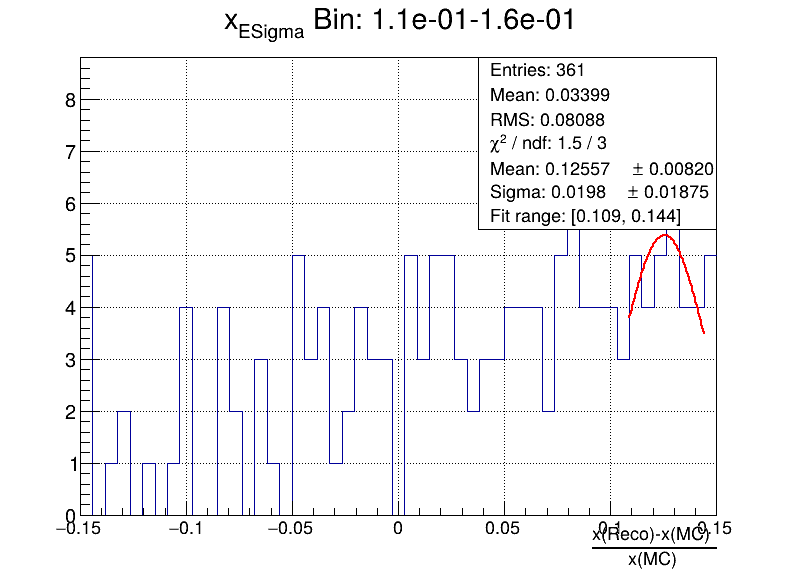 x_ESigma Bin: 1.1e-01-1.6e-01
Entries: 361
Mean: 0.03399
RMS: 0.08088
χ² / ndf: 1.5 / 3
Mean: 0.12557 ± 0.00820
Sigma: 0.0198 ± 0.01875
Fit range: [0.109, 0.144]
8
7
6
5
4
3
2
1
0
−0.15 −0.1 −0.05 0 0.05 0.1 0.15
x(Reco)-x(MC)
x(MC)